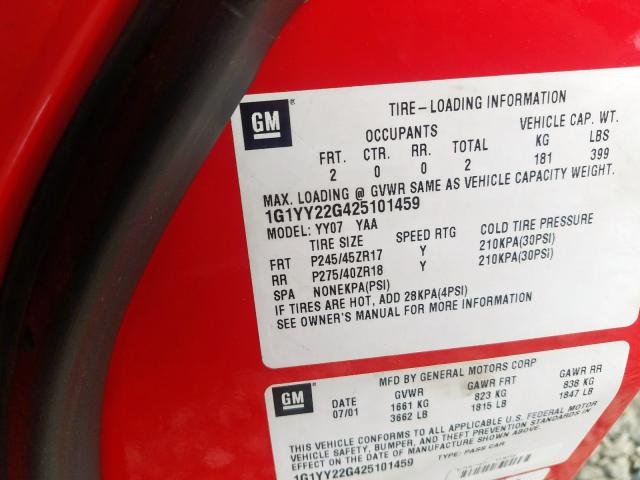 GM
TIRE-LOADING INFORMATION
OCCUPANTS VEHICLE CAP. WT.
FRT. CTR. RR. TOTAL KG LBS
2 0 0 2 181 399
MAX. LOADING @ GVWR SAME AS VEHICLE CAPACITY WEIGHT.
1G1YY22G425101459
MODEL: YY07 YAA
TIRE SIZE SPEED RTG COLD TIRE PRESSURE
FRT P245/45ZR17 Y 210KPA(30PSI)
RR P275/40ZR18 Y 210KPA(30PSI)
SPA NONEKPA(PSI)
IF TIRES ARE HOT, ADD 28KPA(4PSI)
SEE OWNER'S MANUAL FOR MORE INFORMATION
GM
MFD BY GENERAL MOTORS CORP
DATE GVWR GAWR FRT GAWR RR
07/01 1661 KG 823 KG 838 KG
3662 LB 1815 LB 1847 LB
THIS VEHICLE CONFORMS TO ALL APPLICABLE U.S. FEDERAL MOTOR
VEHICLE SAFETY, BUMPER, AND THEFT PREVENTION STANDARDS IN
EFFECT ON THE DATE OF MANUFACTURE SHOWN ABOVE.
1G1YY22G425101459 TYPE: PASS CAR